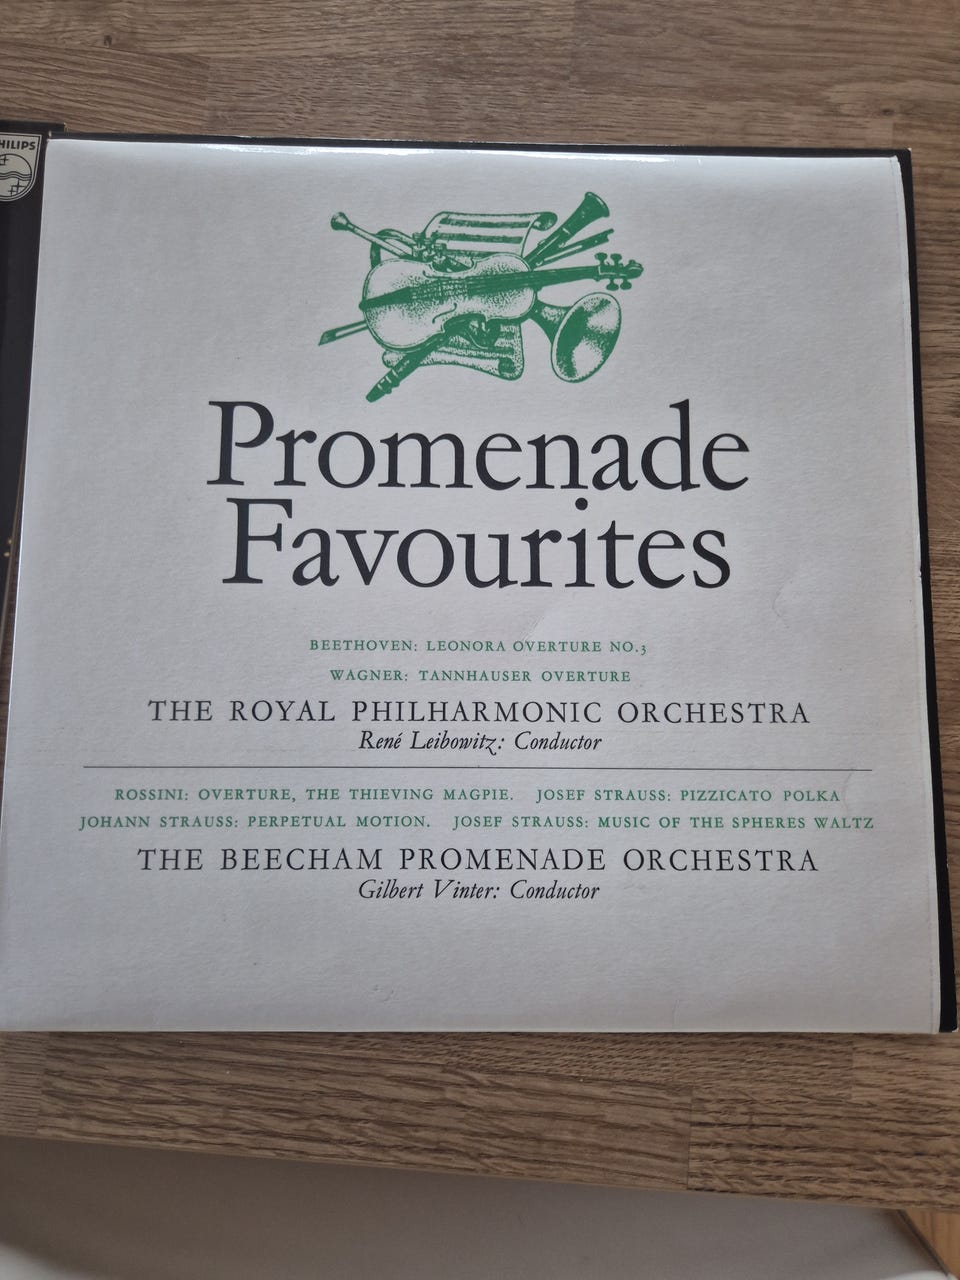 HILIPS
Promenade
Favourites
BEETHOVEN: LEONORA OVERTURE NO.3
WAGNER: TANNHAUSER OVERTURE
THE ROYAL PHILHARMONIC ORCHESTRA
René Leibowitz: Conductor
ROSSINI: OVERTURE, THE THIEVING MAGPIE. JOSEF STRAUSS: PIZZICATO POLKA
JOHANN STRAUSS: PERPETUAL MOTION. JOSEF STRAUSS: MUSIC OF THE SPHERES WALTZ
THE BEECHAM PROMENADE ORCHESTRA
Gilbert Vinter: Conductor